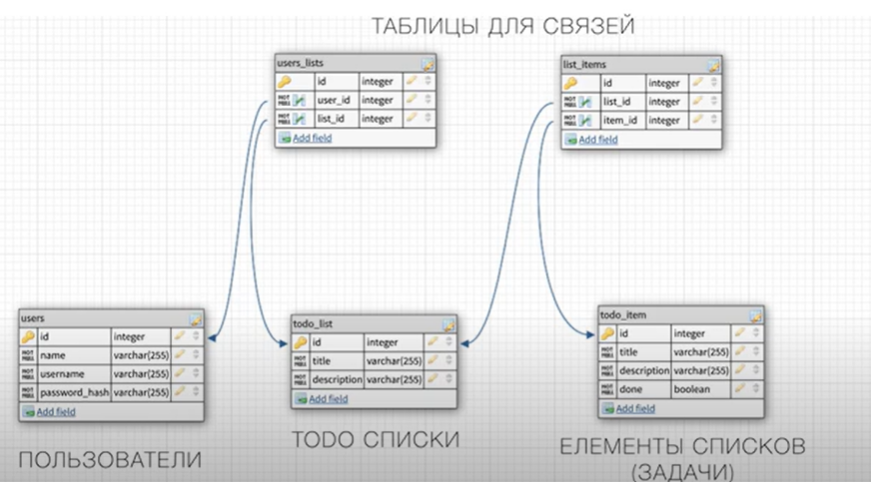 ТАБЛИЦЫ ДЛЯ СВЯЗЕЙ
users_lists
id integer
NOT NULL user_id integer
NOT NULL list_id integer
Add field
list_items
id integer
NOT NULL list_id integer
NOT NULL item_id integer
Add field
users
id integer
NOT NULL name varchar(255)
NOT NULL username varchar(255)
NOT NULL password_hash varchar(255)
Add field
ПОЛЬЗОВАТЕЛИ
todo_list
id integer
NOT NULL title varchar(255)
NOT NULL description varchar(255)
Add field
TODO СПИСКИ
todo_item
id integer
NOT NULL title varchar(255)
NOT NULL description varchar(255)
NOT NULL done boolean
Add field
ЕЛЕМЕНТЫ СПИСКОВ
(ЗАДАЧИ)